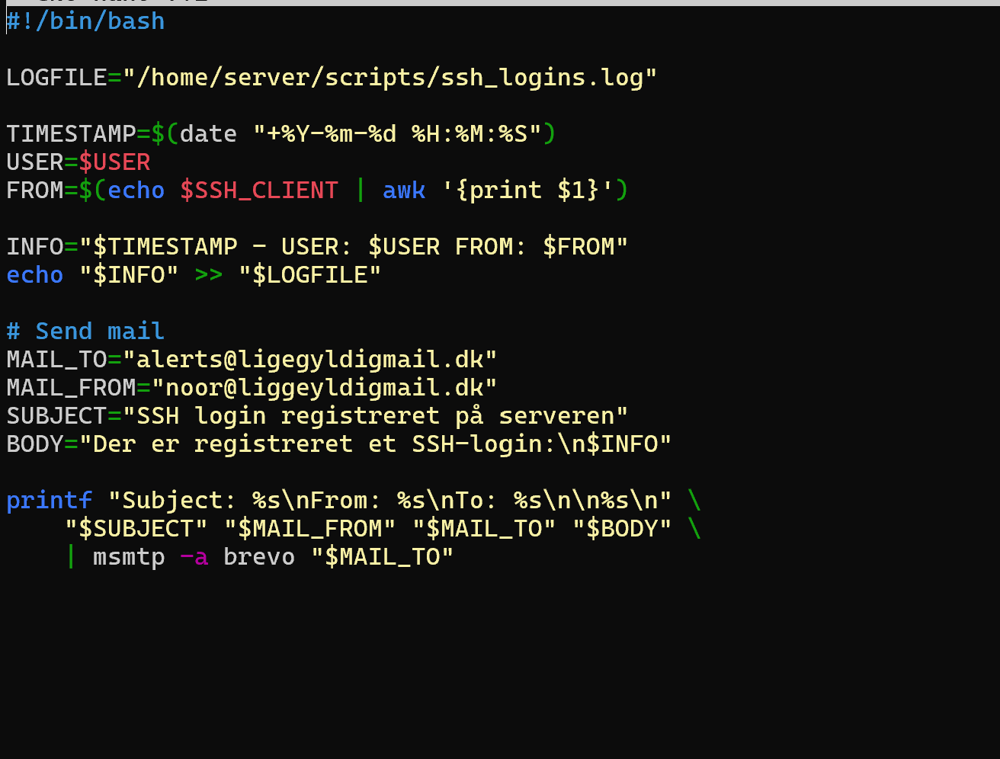 #!/bin/bash
LOGFILE="/home/server/scripts/ssh_logins.log"
TIMESTAMP=$(date "+%Y-%m-%d %H:%M:%S")
USER=$USER
FROM=$(echo $SSH_CLIENT | awk '{print $1}')
INFO="$TIMESTAMP - USER: $USER FROM: $FROM"
echo "$INFO" >> "$LOGFILE"
# Send mail
MAIL_TO="alerts@ligegyldigmail.dk"
MAIL_FROM="noor@liggeyldigmail.dk"
SUBJECT="SSH login registreret på serveren"
BODY="Der er registreret et SSH-login:\n$INFO"
printf "Subject: %s\nFrom: %s\nTo: %s\n\n%s\n" \
"$SUBJECT" "$MAIL_FROM" "$MAIL_TO" "$BODY" \
| msmtp -a brevo "$MAIL_TO"